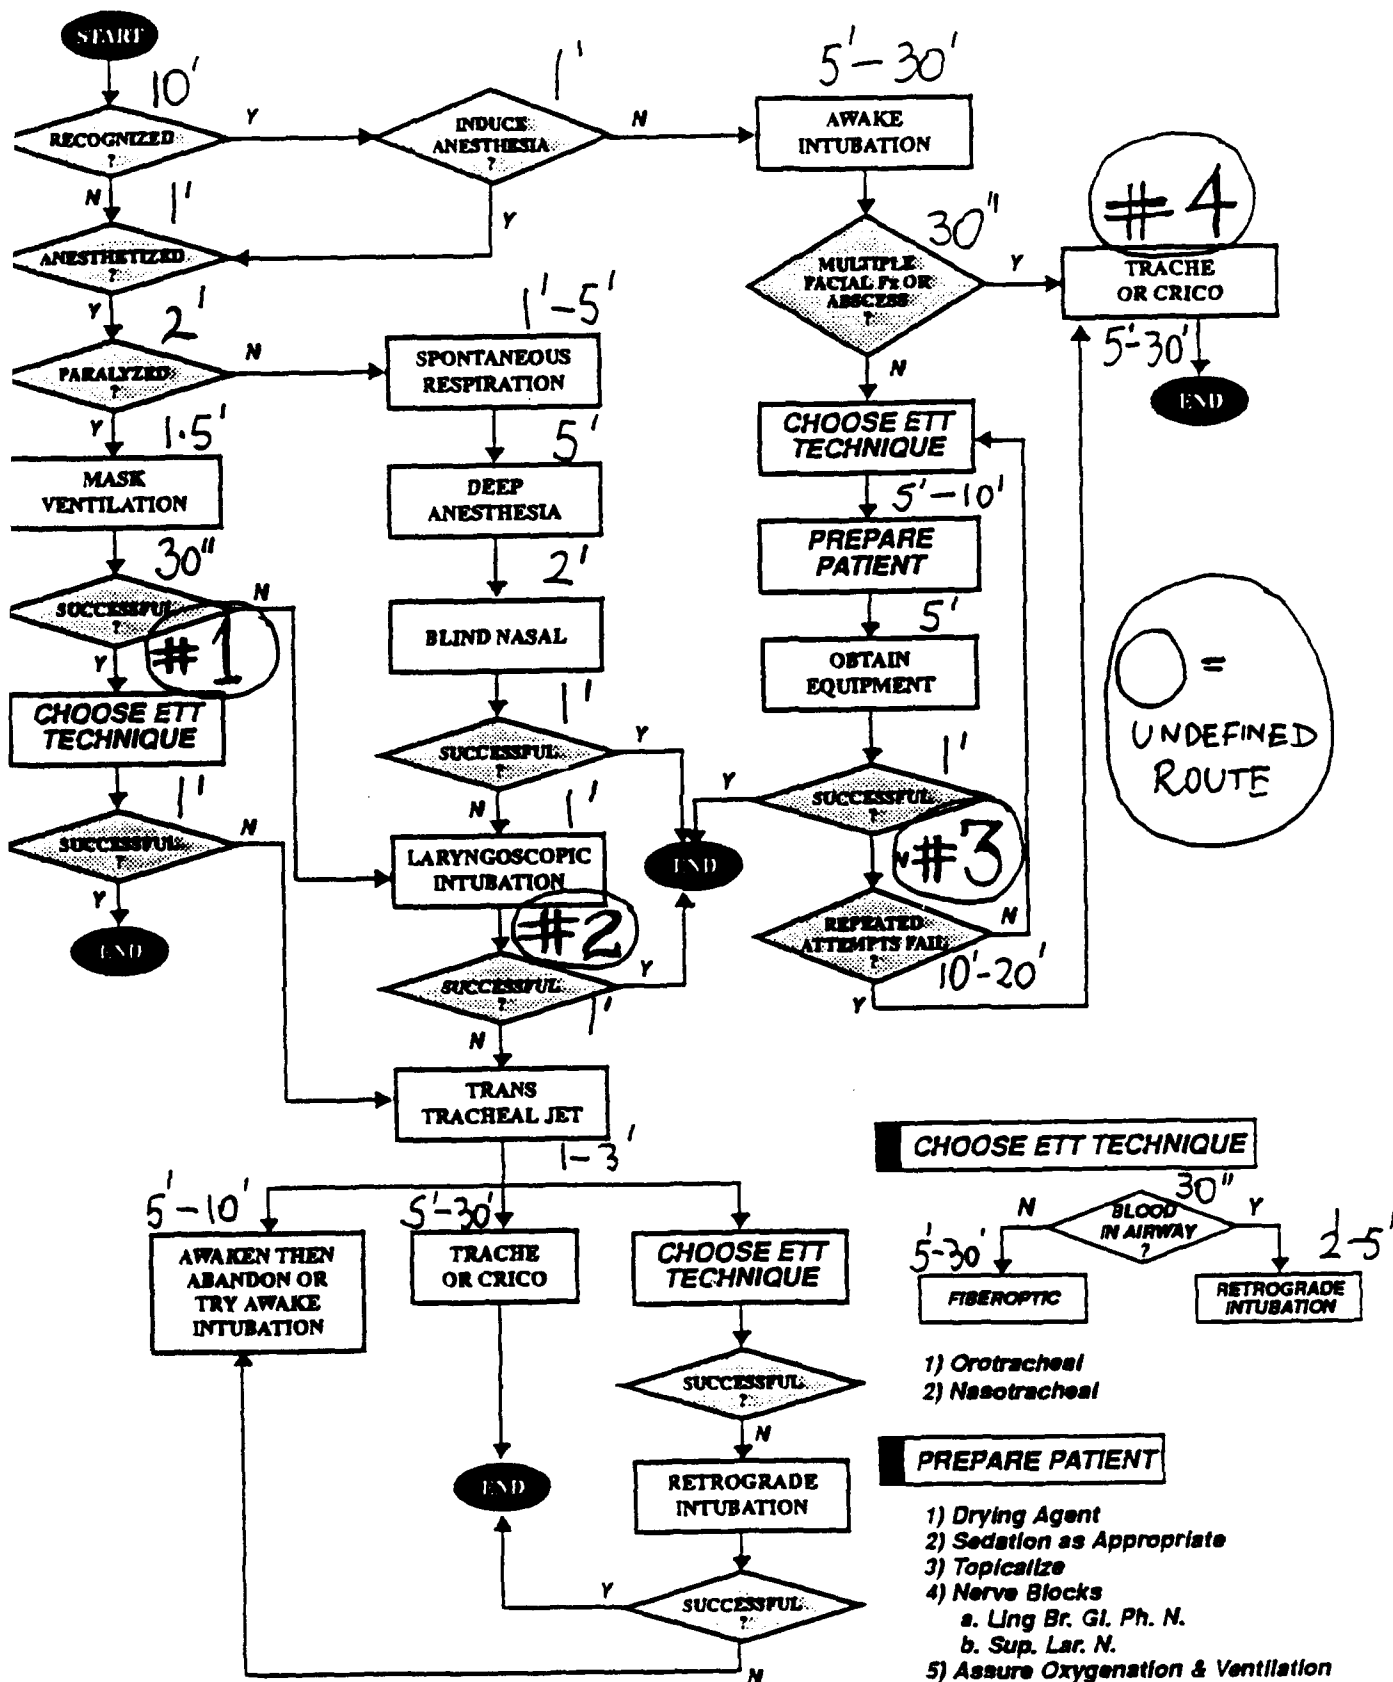 START
10'
RECOGNIZED
?
Y
N
1'
INDUCE
ANESTHESIA
?
N
Y
5'-30'
AWAKE
INTUBATION
1'
ANESTHETIZED
?
Y
30"
MULTIPLE
FACIAL Fx OR
ABSCESS
?
Y
N
#4
TRACHE
OR CRICO
5'-30'
END
2'
PARALYZED
?
N
Y
1'-5'
SPONTANEOUS
RESPIRATION
1.5'
MASK
VENTILATION
5'
DEEP
ANESTHESIA
CHOOSE ETT
TECHNIQUE
5'-10'
PREPARE
PATIENT
5'
OBTAIN
EQUIPMENT
30"
SUCCESSFUL
?
N
Y
#1
2'
BLIND NASAL
CHOOSE ETT
TECHNIQUE
1'
SUCCESSFUL
?
Y
N
1'
SUCCESSFUL
?
Y
N
#3
= 
UNDEFINED
ROUTE
1'
SUCCESSFUL
?
N
Y
END
1'
LARYNGOSCOPIC
INTUBATION
#2
END
REPEATED
ATTEMPTS FAIL
?
N
10'-20'
Y
SUCCESSFUL
?
Y
1'
N
TRANS
TRACHEAL JET
1-3'
5'-10'
AWAKEN THEN
ABANDON OR
TRY AWAKE
INTUBATION
5'-30'
TRACHE
OR CRICO
CHOOSE ETT
TECHNIQUE
SUCCESSFUL
?
N
END
RETROGRADE
INTUBATION
SUCCESSFUL
?
Y
N
CHOOSE ETT TECHNIQUE
30"
BLOOD
IN AIRWAY
?
N
Y
5'-30'
FIBEROPTIC
2'-5'
RETROGRADE
INTUBATION
1) Orotracheal
2) Nasotracheal
PREPARE PATIENT
1) Drying Agent
2) Sedation as Appropriate
3) Topicalize
4) Nerve Blocks
a. Ling Br. Gl. Ph. N.
b. Sup. Lar. N.
5) Assure Oxygenation & Ventilation